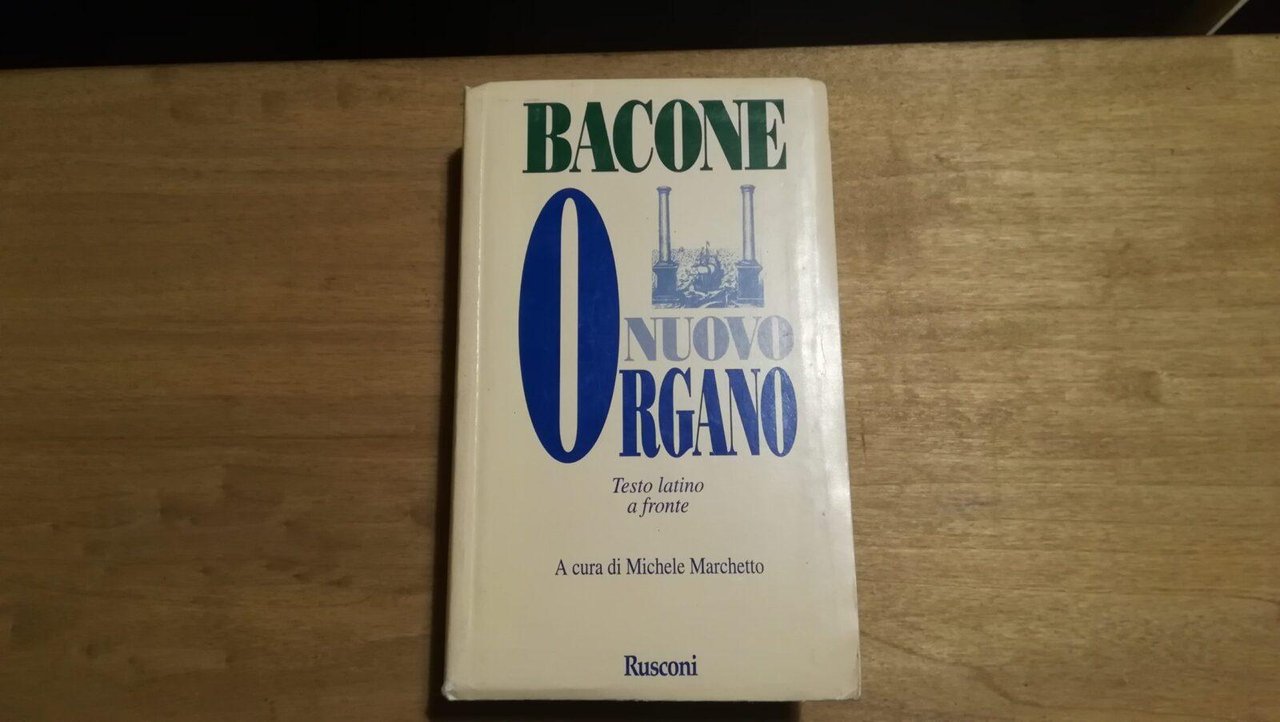 BACONE
NUOVO
ORGANO
Testo latino
a fronte
A cura di Michele Marchetto
Rusconi